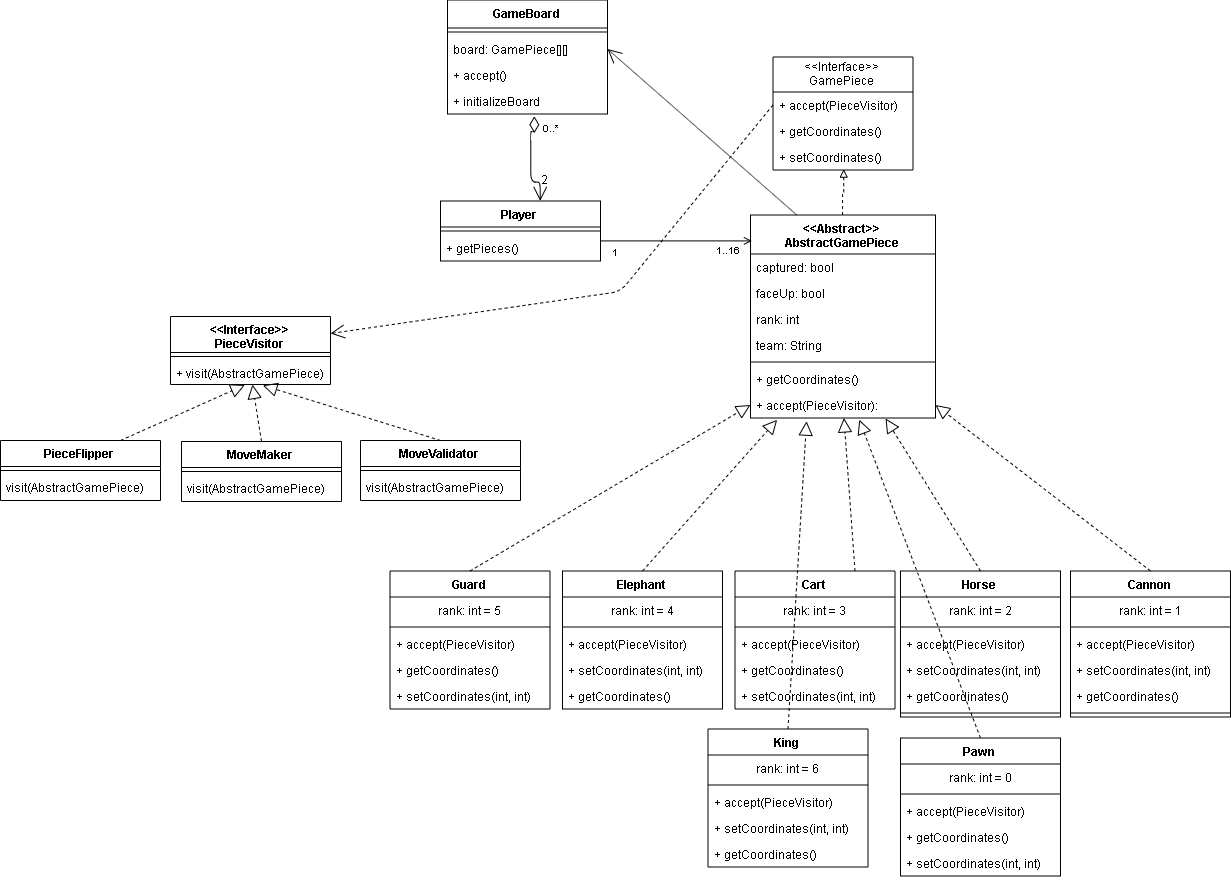 GameBoard
board: GamePiece[][]
+ accept()
+ initializeBoard
0..*
2
Player
+ getPieces()
1
1..16
<<Interface>>
GamePiece
+ accept(PieceVisitor)
+ getCoordinates()
+ setCoordinates()
<<Abstract>>
AbstractGamePiece
captured: bool
faceUp: bool
rank: int
team: String
+ getCoordinates()
+ accept(PieceVisitor):
<<Interface>>
PieceVisitor
+ visit(AbstractGamePiece)
PieceFlipper
visit(AbstractGamePiece)
MoveMaker
visit(AbstractGamePiece)
MoveValidator
visit(AbstractGamePiece)
Guard
rank: int = 5
+ accept(PieceVisitor)
+ getCoordinates()
+ setCoordinates(int, int)
Elephant
rank: int = 4
+ accept(PieceVisitor)
+ setCoordinates(int, int)
+ getCoordinates()
Cart
rank: int = 3
+ accept(PieceVisitor)
+ getCoordinates()
+ setCoordinates(int, int)
Horse
rank: int = 2
+ accept(PieceVisitor)
+ setCoordinates(int, int)
+ getCoordinates()
Cannon
rank: int = 1
+ accept(PieceVisitor)
+ setCoordinates(int, int)
+ getCoordinates()
King
rank: int = 6
+ accept(PieceVisitor)
+ setCoordinates(int, int)
+ getCoordinates()
Pawn
rank: int = 0
+ accept(PieceVisitor)
+ getCoordinates()
+ setCoordinates(int, int)